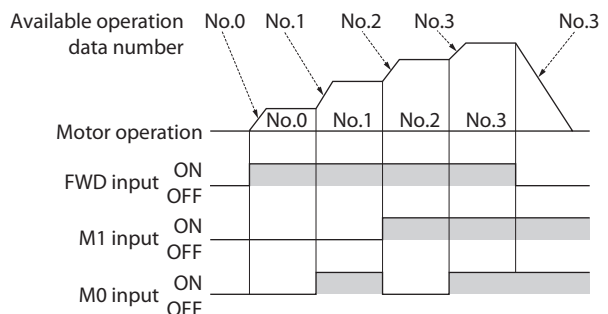 Available operation data number
No.0 No.1 No.2 No.3 No.3
Motor operation No.0 No.1 No.2 No.3
FWD input ON
OFF
M1 input ON
OFF
M0 input ON
OFF